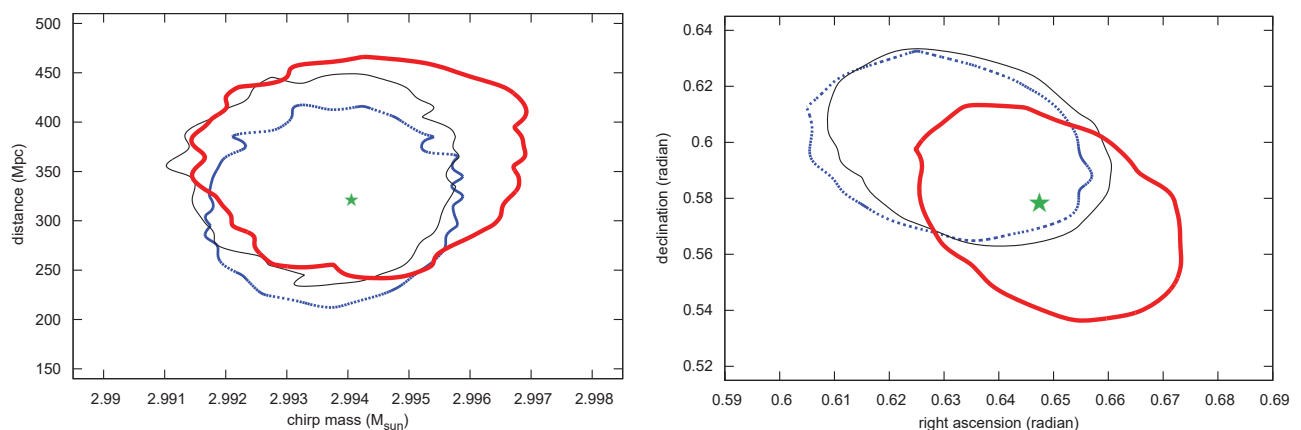 500
450
400
350
300
250
200
150
distance (Mpc)
2.99 2.991 2.992 2.993 2.994 2.995 2.996 2.997 2.998
chirp mass (Msun)
0.64
0.62
0.6
0.58
0.56
0.54
0.52
declination (radian)
0.59 0.6 0.61 0.62 0.63 0.64 0.65 0.66 0.67 0.68 0.69
right ascension (radian)